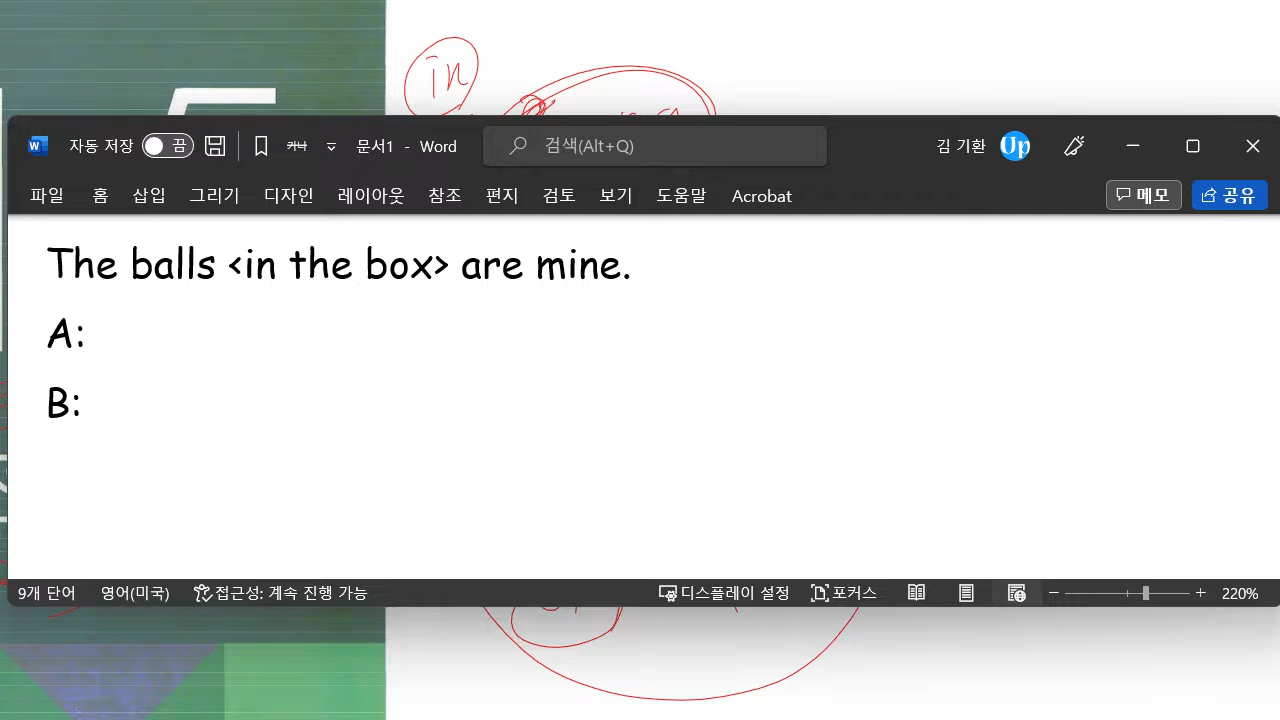 in
자동 저장 끔 가나 문서1 - Word 검색(Alt+Q) 김 기환 Up
파일 홈 삽입 그리기 디자인 레이아웃 참조 편지 검토 보기 도움말 Acrobat 메모 공유
The balls <in the box> are mine.
A:
B:
9개 단어 영어(미국) 접근성: 계속 진행 가능 디스플레이 설정 포커스 220%